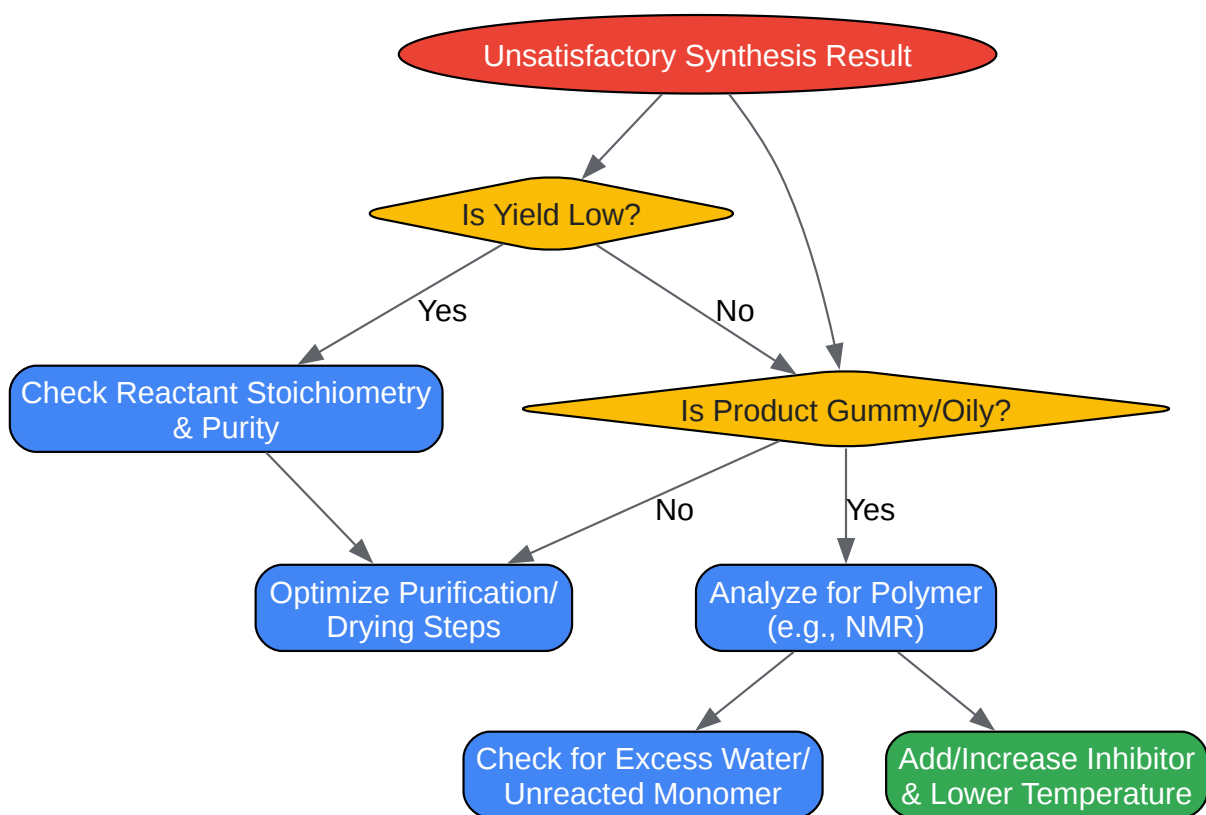 Unsatisfactory Synthesis Result
Is Yield Low?
Yes
No
Check Reactant Stoichiometry
& Purity
Is Product Gummy/Oily?
No
Yes
Optimize Purification/
Drying Steps
Analyze for Polymer
(e.g., NMR)
Check for Excess Water/
Unreacted Monomer
Add/Increase Inhibitor
& Lower Temperature